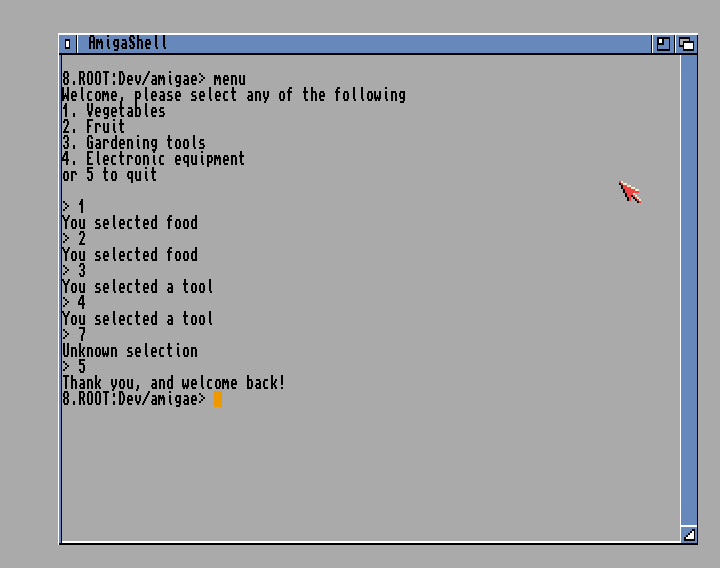 AmigaShell
8.ROOT:Dev/amigae> menu
Welcome, please select any of the following
1. Vegetables
2. Fruit
3. Gardening tools
4. Electronic equipment
or 5 to quit
> 1
You selected food
> 2
You selected food
> 3
You selected a tool
> 4
You selected a tool
> 7
Unknown selection
> 5
Thank you, and welcome back!
8.ROOT:Dev/amigae>